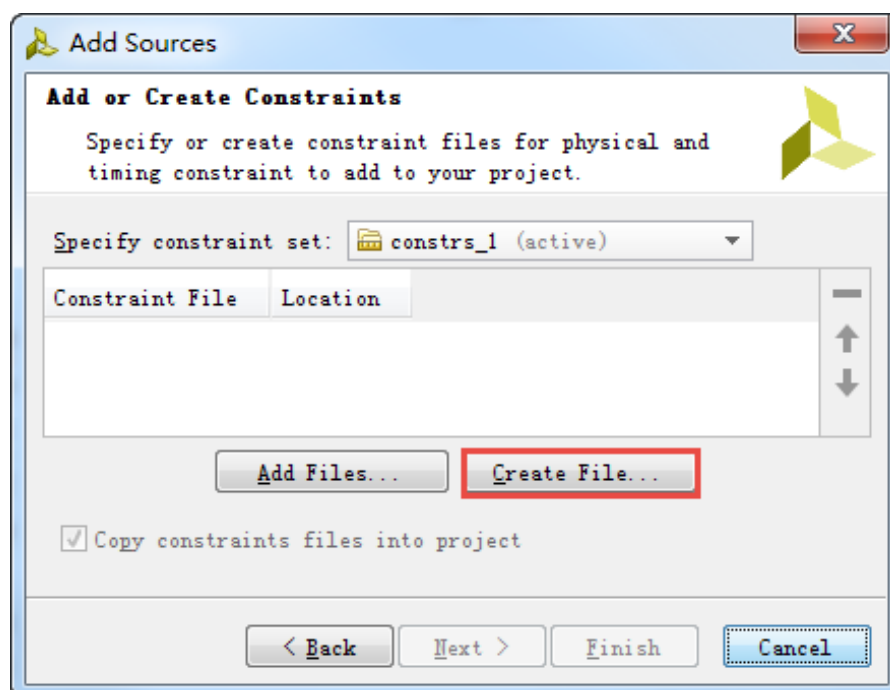 Add Sources
Add or Create Constraints
Specify or create constraint files for physical and
timing constraint to add to your project.
Specify constraint set: constrs_1 (active)
Constraint File Location
Add Files... Create File...
Copy constraints files into project
< Back Next > Finish Cancel